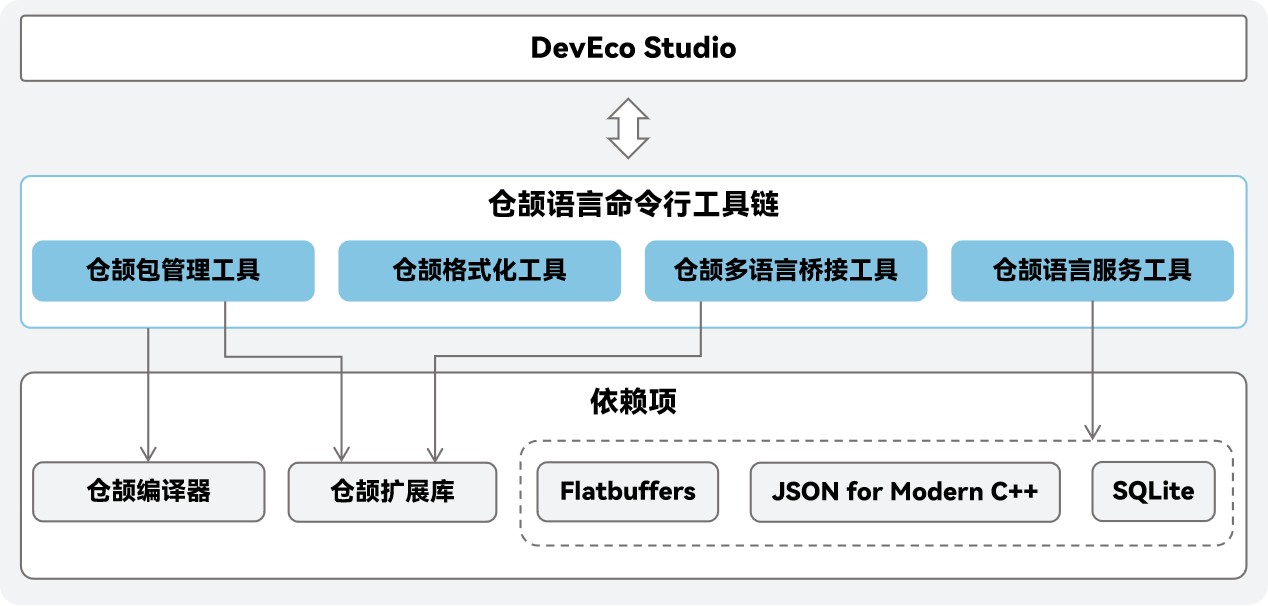 DevEco Studio
仓颉语言命令行工具链
仓颉包管理工具
仓颉格式化工具
仓颉多语言桥接工具
仓颉语言服务工具
依赖项
仓颉编译器
仓颉扩展库
Flatbuffers
JSON for Modern C++
SQLite